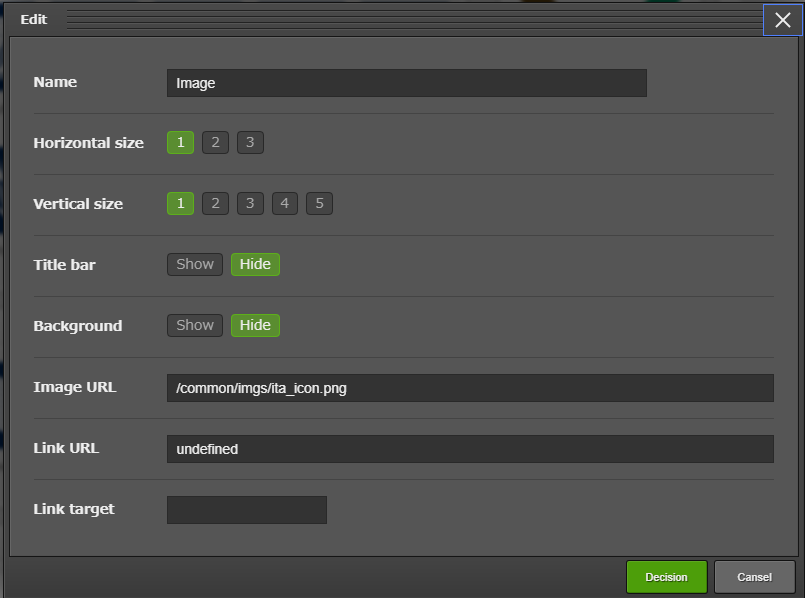 Edit
Name Image
Horizontal size 1 2 3
Vertical size 1 2 3 4 5
Title bar Show Hide
Background Show Hide
Image URL /common/imgs/ita_icon.png
Link URL undefined
Link target
Decision Cansel